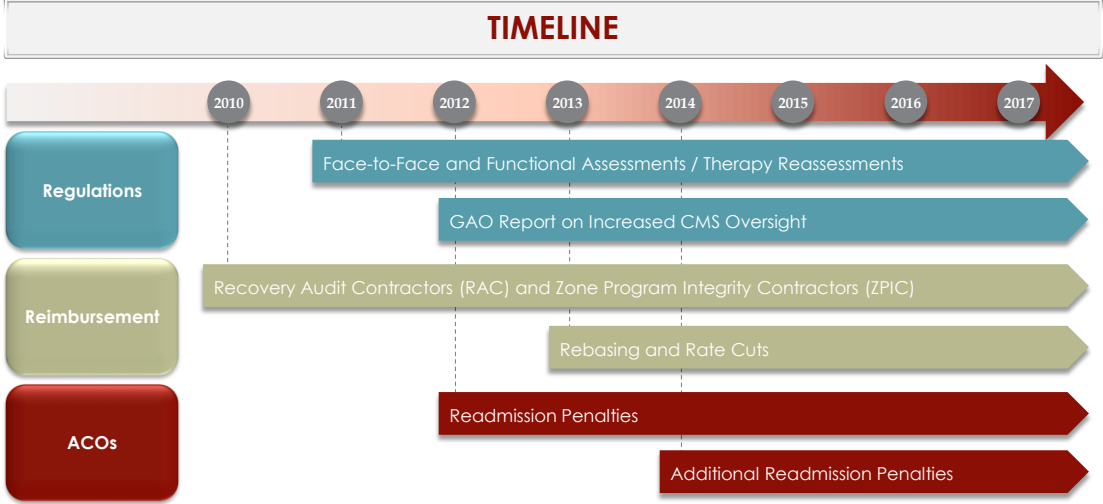 TIMELINE
2010 2011 2012 2013 2014 2015 2016 2017
Regulations
Face-to-Face and Functional Assessments / Therapy Reassessments
GAO Report on Increased CMS Oversight
Reimbursement
Recovery Audit Contractors (RAC) and Zone Program Integrity Contractors (ZPIC)
Rebasing and Rate Cuts
ACOs
Readmission Penalties
Additional Readmission Penalties